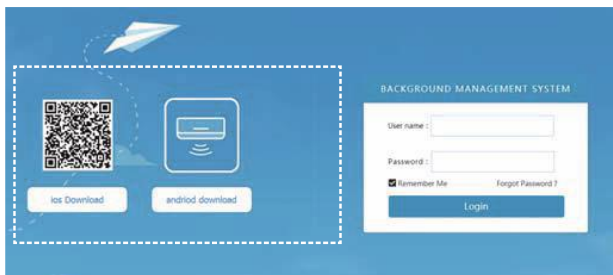 BACKGROUND MANAGEMENT SYSTEM
User name :
Password :
Remember Me
Forgot Password ?
Login
ios Download
andriod download